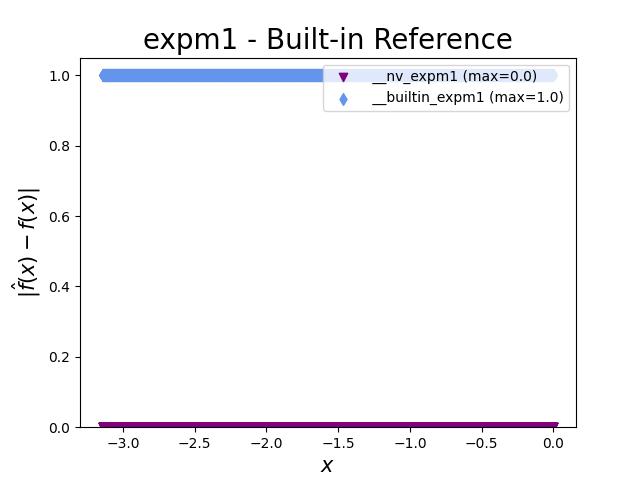 expm1 - Built-in Reference
1.0
0.8
0.6
0.4
0.2
0.0
|f̂(x) − f(x)|
__nv_expm1 (max=0.0)
__builtin_expm1 (max=1.0)
−3.0 −2.5 −2.0 −1.5 −1.0 −0.5 0.0
x